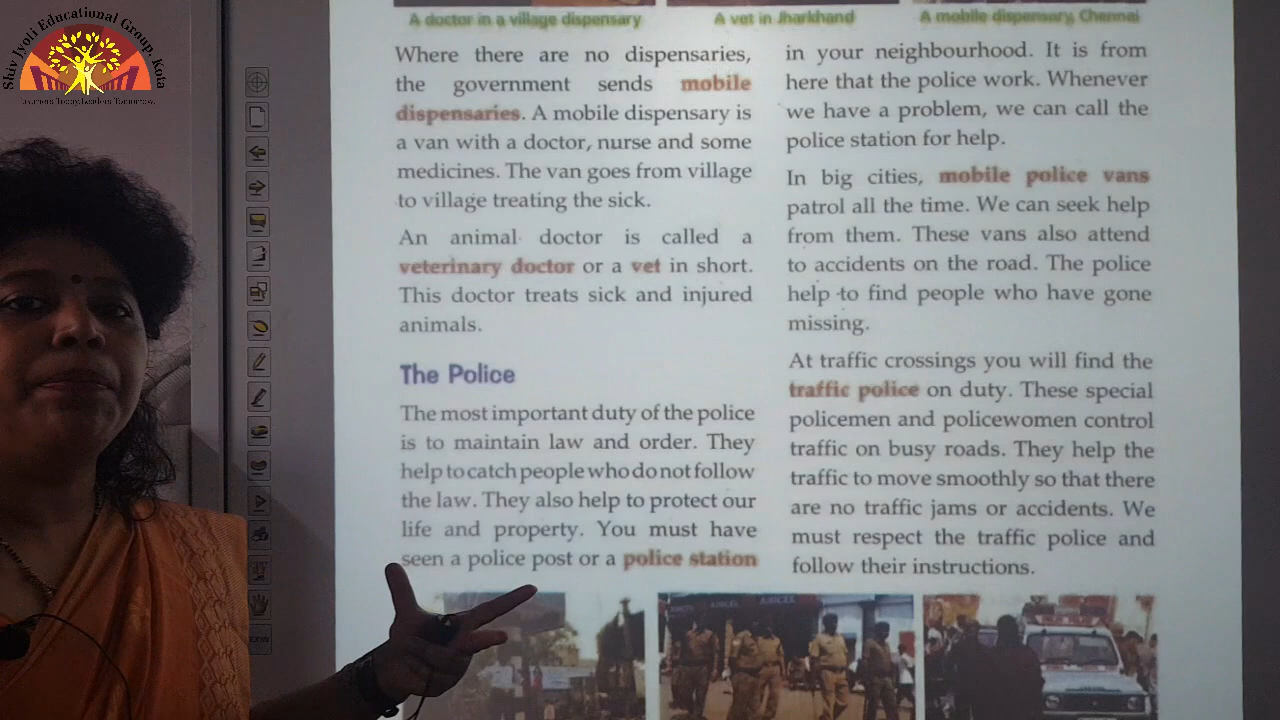 Shiv Jyoti Educational Group, Kota
Learners Today, Leaders Tomorrow
A doctor in a village dispensary
A vet in Jharkhand
A mobile dispensary, Chennai
Where there are no dispensaries,
the government sends mobile
dispensaries. A mobile dispensary is
a van with a doctor, nurse and some
medicines. The van goes from village
to village treating the sick.
An animal doctor is called a
veterinary doctor or a vet in short.
This doctor treats sick and injured
animals.
The Police
The most important duty of the police
is to maintain law and order. They
help to catch people who do not follow
the law. They also help to protect our
life and property. You must have
seen a police post or a police station
in your neighbourhood. It is from
here that the police work. Whenever
we have a problem, we can call the
police station for help.
In big cities, mobile police vans
patrol all the time. We can seek help
from them. These vans also attend
to accidents on the road. The police
help to find people who have gone
missing.
At traffic crossings you will find the
traffic police on duty. These special
policemen and policewomen control
traffic on busy roads. They help the
traffic to move smoothly so that there
are no traffic jams or accidents. We
must respect the traffic police and
follow their instructions.